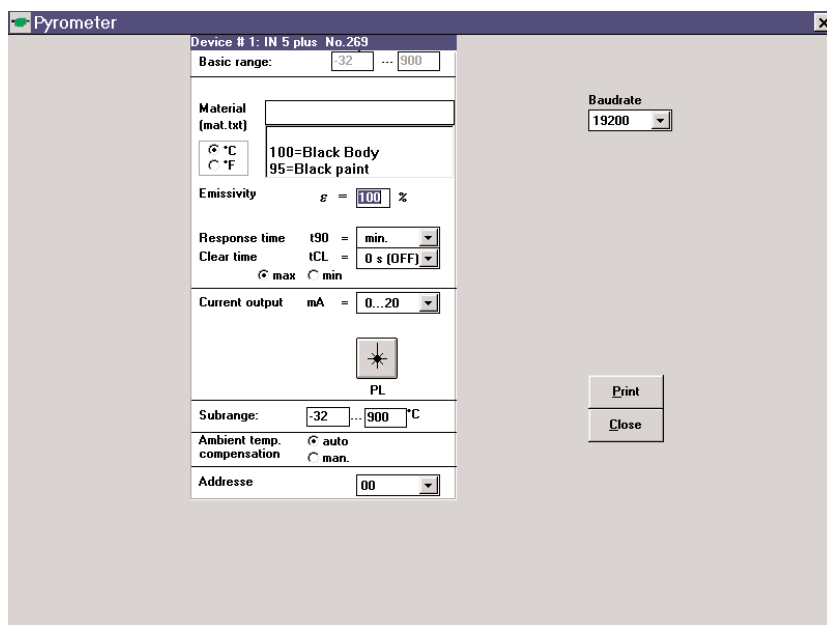 Pyrometer
Device # 1: IN 5 plus No.269
Basic range: -32 ... 900
Material
(mat.txt)
°C
°F
100=Black Body
95=Black paint
Emissivity ε = 100 %
Response time t90 = min.
Clear time tCL = 0 s (OFF)
max min
Current output mA = 0...20
PL
Subrange: -32 ... 900 °C
Ambient temp.
compensation
auto
man.
Addresse 00
Baudrate
19200
Print
Close